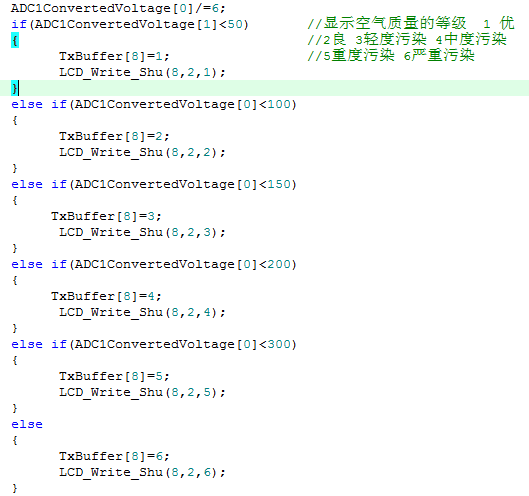 ADC1ConvertedVoltage[0]/=6;
if(ADC1ConvertedVoltage[1]<50)        //显示空气质量的等级  1 优
{                                     //2良 3轻度污染 4中度污染
      TxBuffer[8]=1;                  //5重度污染 6严重污染
      LCD_Write_Shu(8,2,1);
}
else if(ADC1ConvertedVoltage[0]<100)
{
      TxBuffer[8]=2;
      LCD_Write_Shu(8,2,2);
}
else if(ADC1ConvertedVoltage[0]<150)
{
     TxBuffer[8]=3;
      LCD_Write_Shu(8,2,3);
}
else if(ADC1ConvertedVoltage[0]<200)
{
     TxBuffer[8]=4;
      LCD_Write_Shu(8,2,4);
}
else if(ADC1ConvertedVoltage[0]<300)
{
      TxBuffer[8]=5;
      LCD_Write_Shu(8,2,5);
}
else
{
      TxBuffer[8]=6;
      LCD_Write_Shu(8,2,6);
}